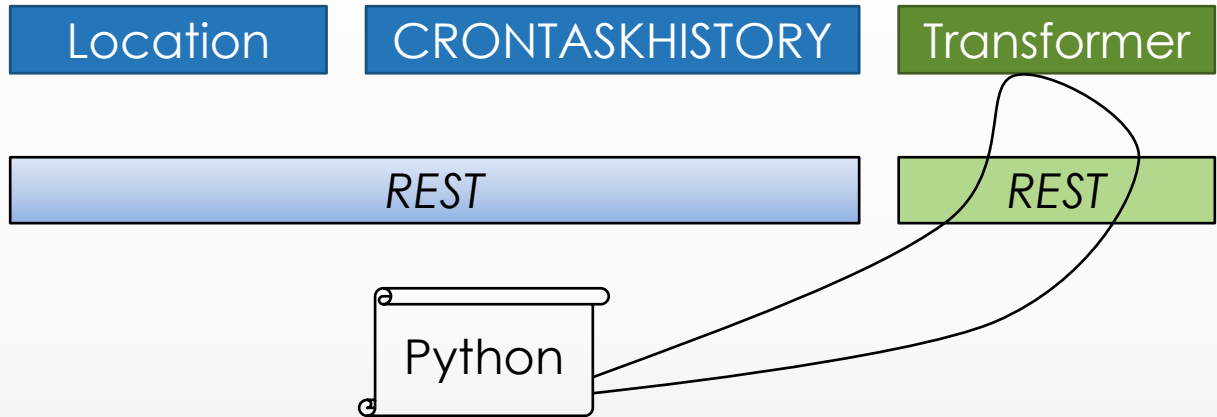 Location
CRONTASKHISTORY
Transformer
REST
REST
Python